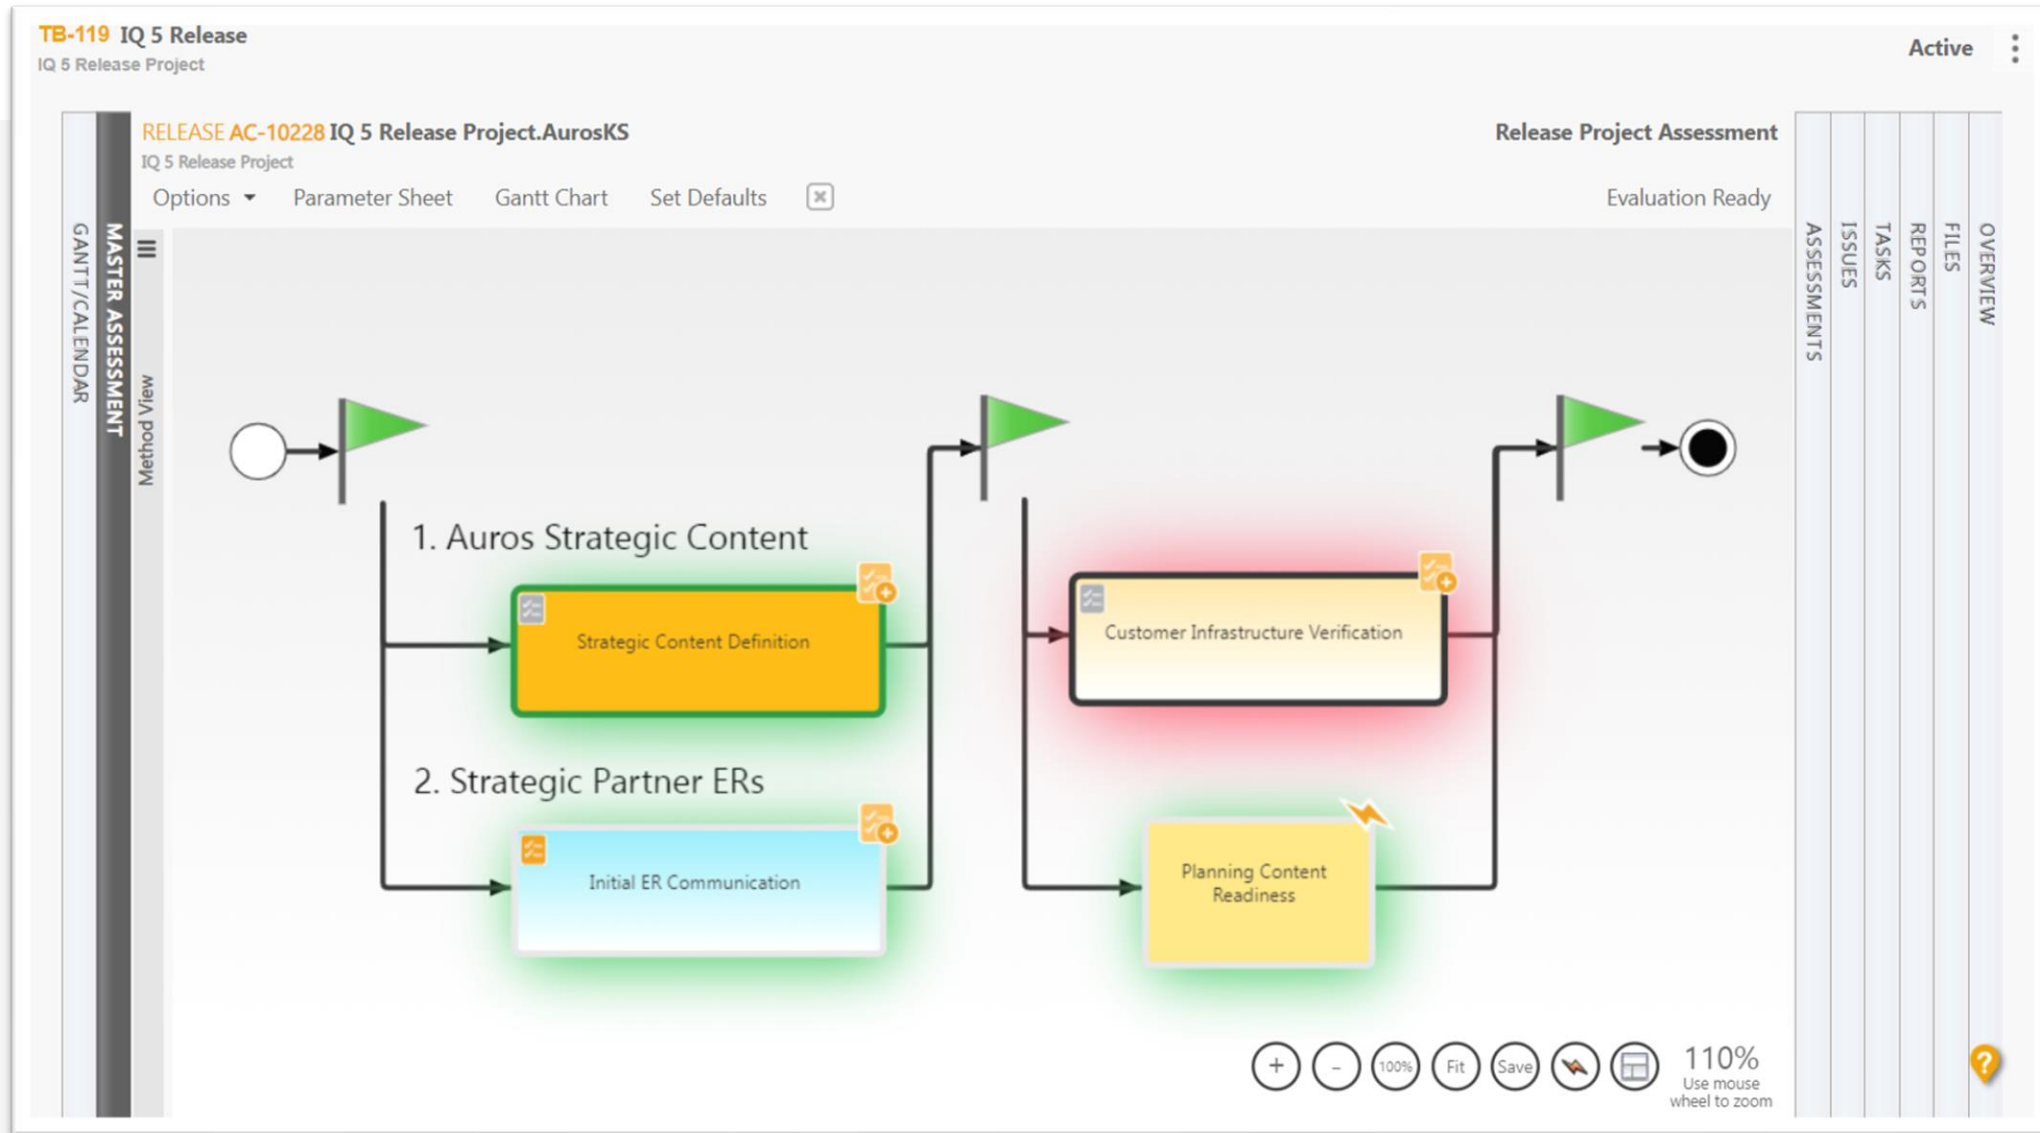 TB-119 IQ 5 Release
IQ 5 Release Project
Active
RELEASE AC-10228 IQ 5 Release Project.AurosKS
IQ 5 Release Project
Release Project Assessment
Options Parameter Sheet Gantt Chart Set Defaults
Evaluation Ready
GANTT/CALENDAR
MASTER ASSESSMENT
Method View
1. Auros Strategic Content
Strategic Content Definition
2. Strategic Partner ERs
Initial ER Communication
Customer Infrastructure Verification
Planning Content
Readiness
ASSESSMENTS
ISSUES
TASKS
REPORTS
FILES
OVERVIEW
+ - 100% Fit Save
110%
Use mouse
wheel to zoom
?